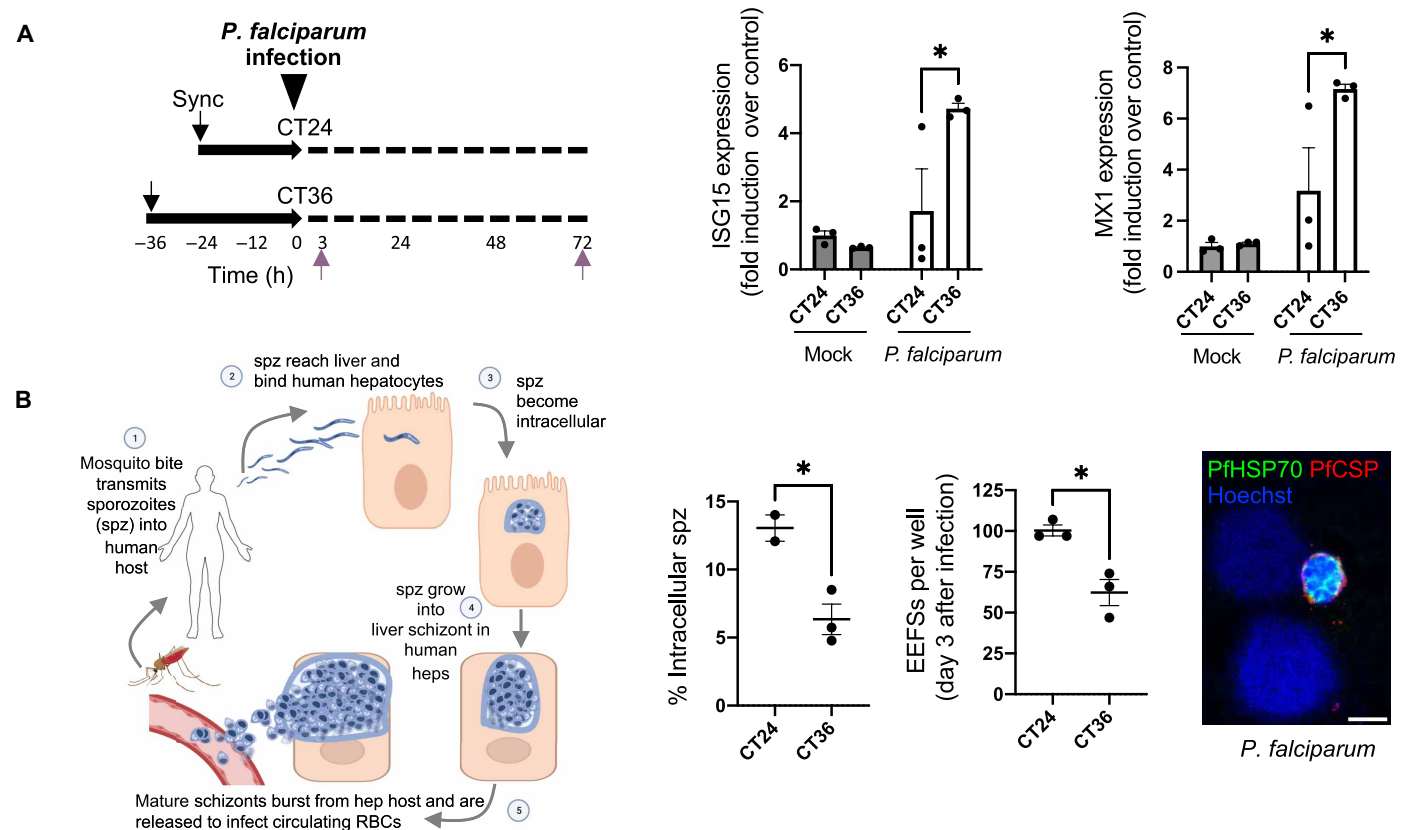 A
P. falciparum
infection
Sync
CT24
CT36
−36 −24 −12 0 3 24 48 72
Time (h)
ISG15 expression
(fold induction over control)
6
4
2
0
CT24
CT36
CT24
CT36
Mock
P. falciparum
*
MX1 expression
(fold induction over control)
8
6
4
2
0
CT24
CT36
CT24
CT36
Mock
P. falciparum
*
B
1
Mosquito bite
transmits
sporozoites
(spz) into
human
host
2
spz reach liver and
bind human hepatocytes
3
spz
become
intracellular
4
spz grow
into
liver schizont in
human
heps
5
Mature schizonts burst from hep host and are
released to infect circulating RBCs
% Intracellular spz
15
10
5
0
CT24
CT36
*
EEFSs per well
(day 3 after infection)
125
100
75
50
25
0
CT24
CT36
*
PfHSP70 PfCSP
Hoechst
P. falciparum